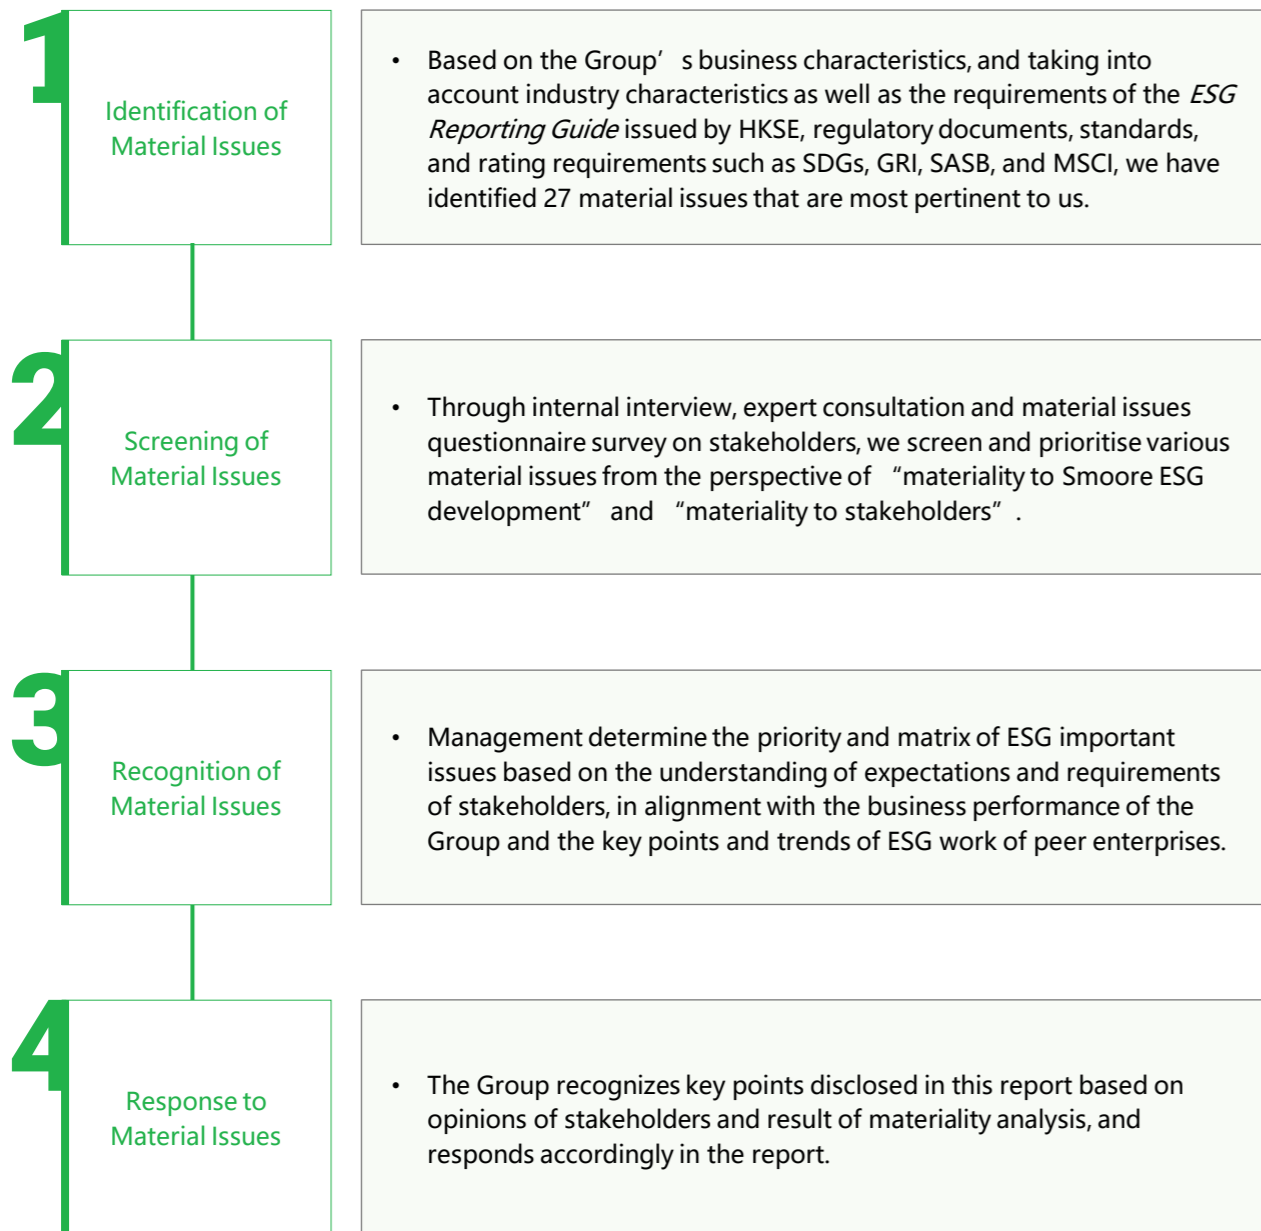 1
Identification of
Material Issues
• Based on the Group’s business characteristics, and taking into
account industry characteristics as well as the requirements of the ESG
Reporting Guide issued by HKSE, regulatory documents, standards,
and rating requirements such as SDGs, GRI, SASB, and MSCI, we have
identified 27 material issues that are most pertinent to us.
2
Screening of
Material Issues
• Through internal interview, expert consultation and material issues
questionnaire survey on stakeholders, we screen and prioritise various
material issues from the perspective of “materiality to Smoore ESG
development” and “materiality to stakeholders”.
3
Recognition of
Material Issues
• Management determine the priority and matrix of ESG important
issues based on the understanding of expectations and requirements
of stakeholders, in alignment with the business performance of the
Group and the key points and trends of ESG work of peer enterprises.
4
Response to
Material Issues
• The Group recognizes key points disclosed in this report based on
opinions of stakeholders and result of materiality analysis, and
responds accordingly in the report.